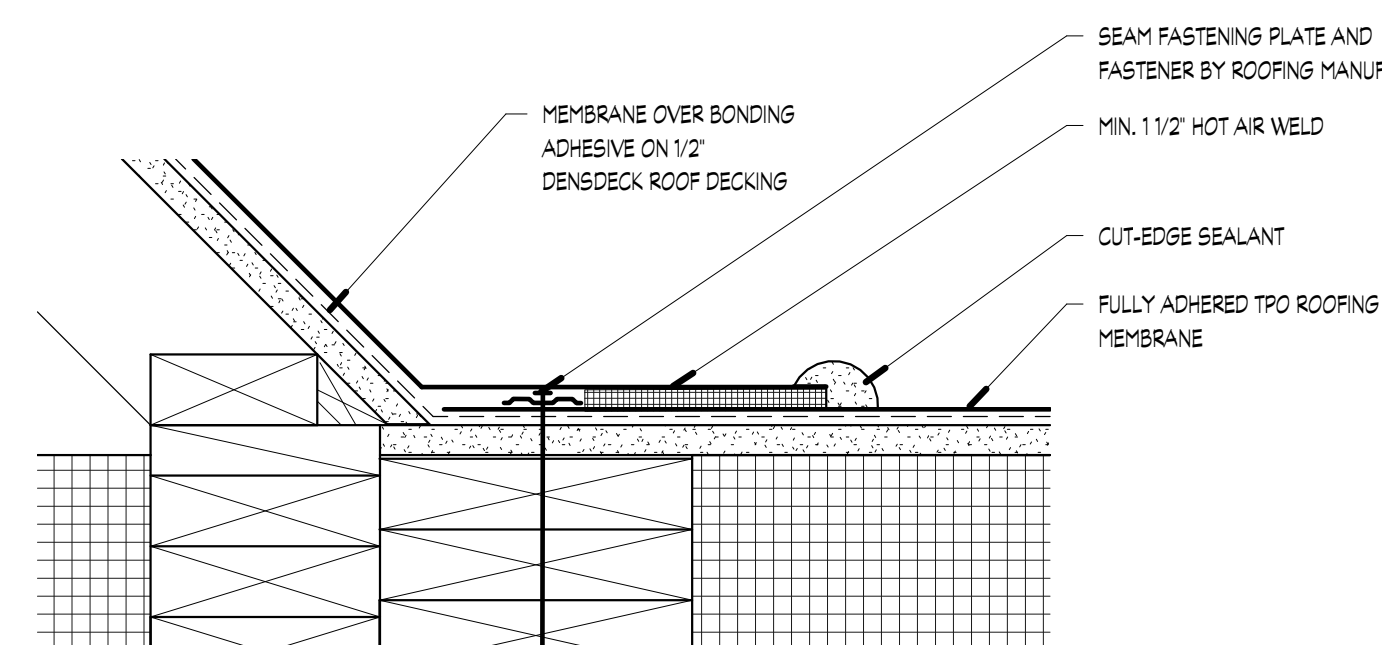 SEAM FASTENING PLATE AND
FASTENER BY ROOFING
MEMBRANE OVER BONDING
ADHESIVE ON 1/2"
DENSDECK ROOF DECKING
MIN. 1 1/2" HOT AIR WELD
CUT-EDGE SEALANT
FULLY ADHERED TPO ROOFING
MEMBRANE